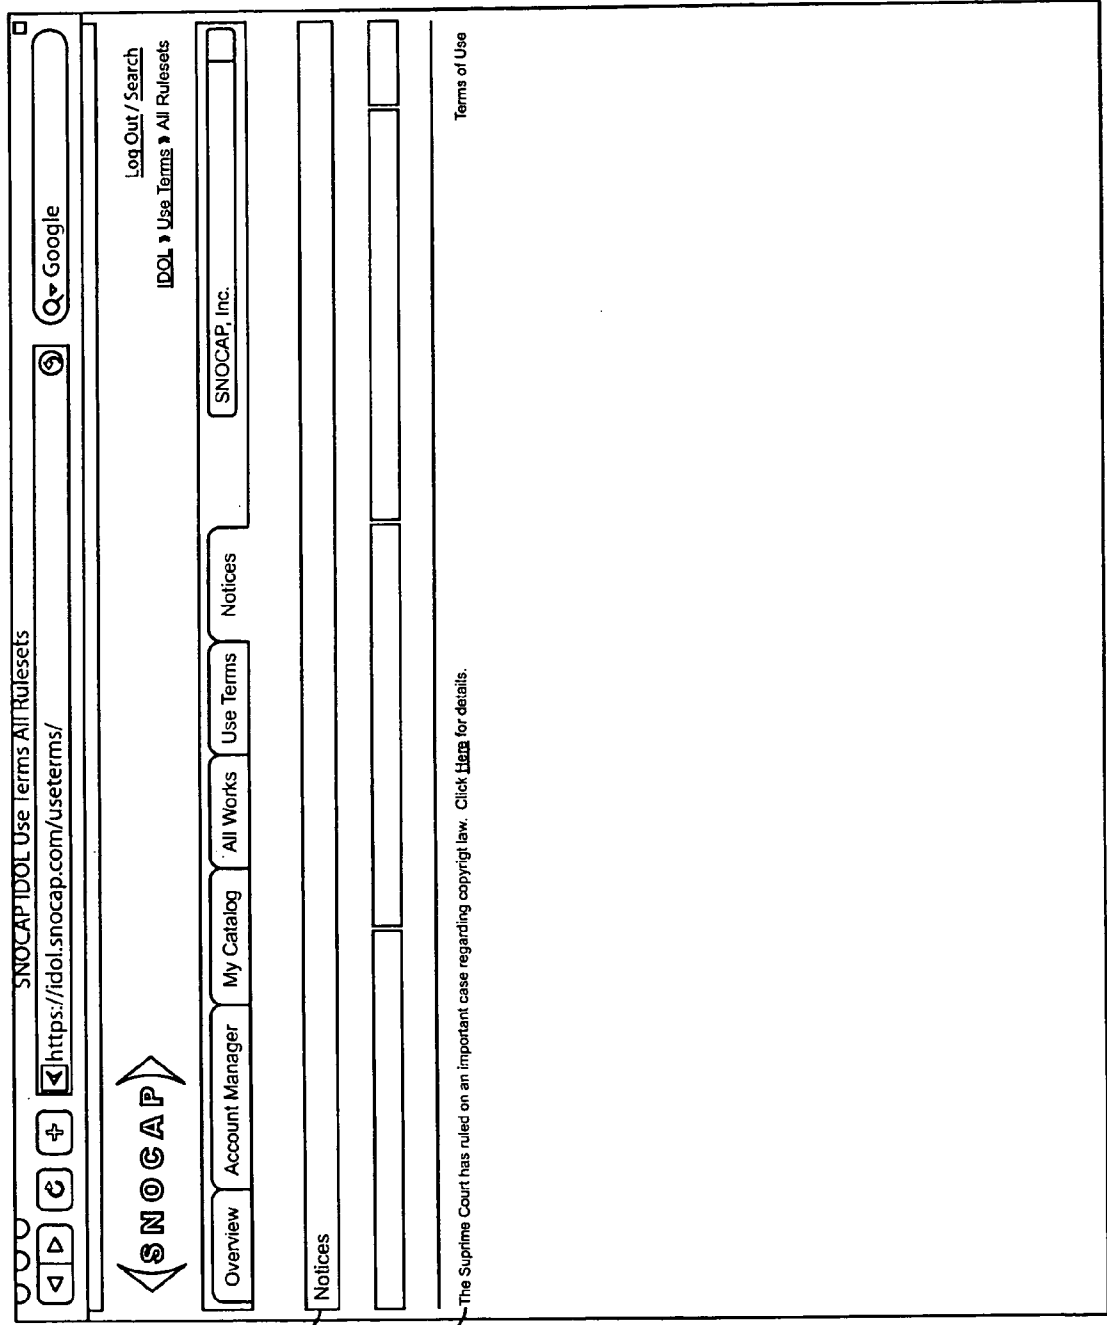 SNOCAP IDOL Use Terms All Rulesets
https://idol.snocap.com/useterms/
Google
SNOCAP
Log Out / Search
IDOL » Use Terms » All Rulesets
Overview
Account Manager
My Catalog
All Works
Use Terms
Notices
SNOCAP, Inc.
Notices
The Suprime Court has ruled on an important case regarding copyrigt law. Click Here for details.
Terms of Use